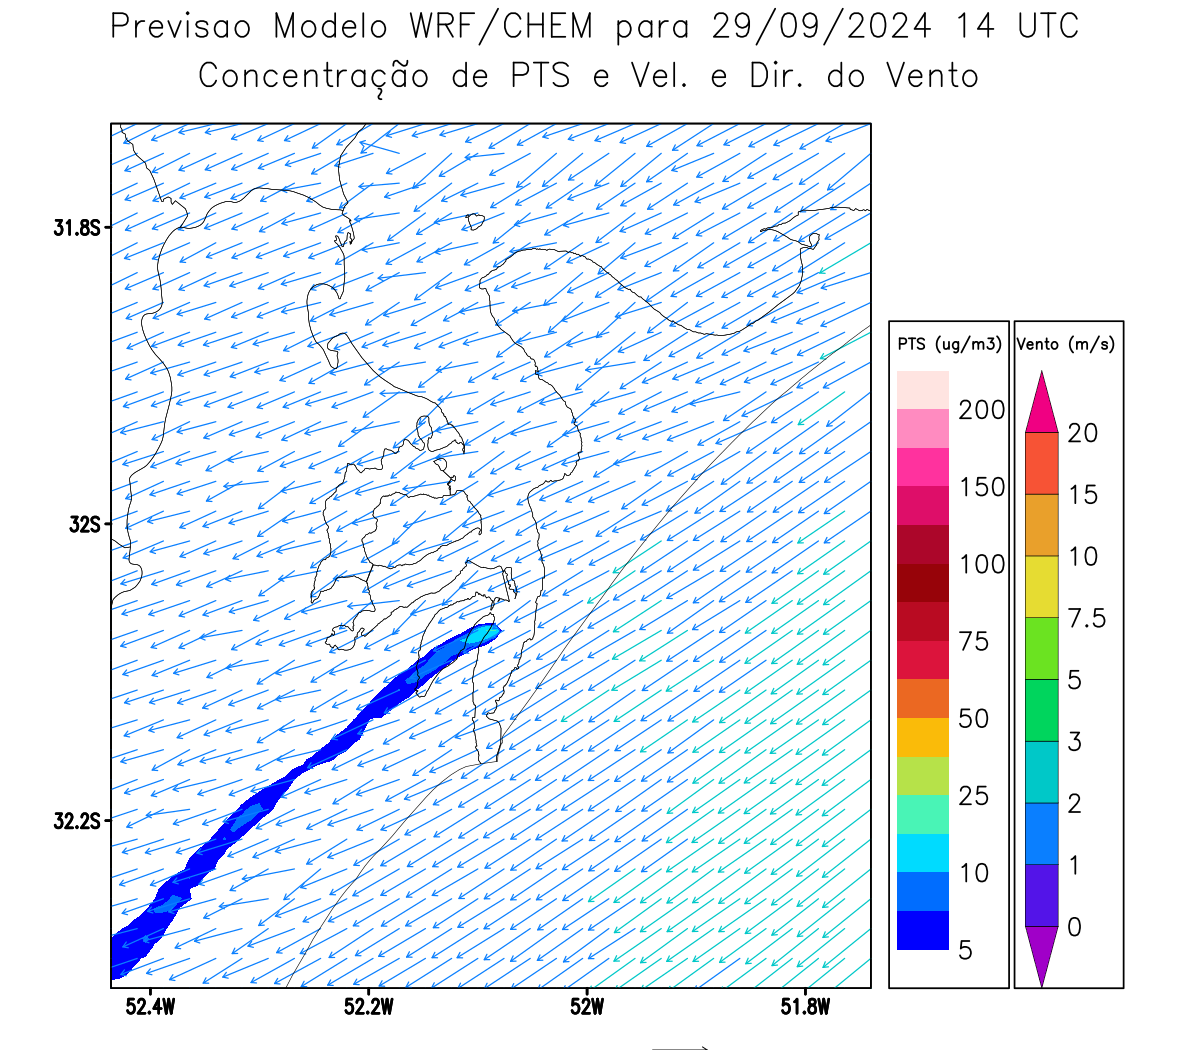 Previsao Modelo WRF/CHEM para 29/09/2024 14 UTC
Concentração de PTS e Vel. e Dir. do Vento
31.8S
32S
32.2S
52.4W
52.2W
52W
51.8W
PTS (ug/m3)
200
150
100
75
50
25
10
5
Vento (m/s)
20
15
10
7.5
5
3
2
1
0